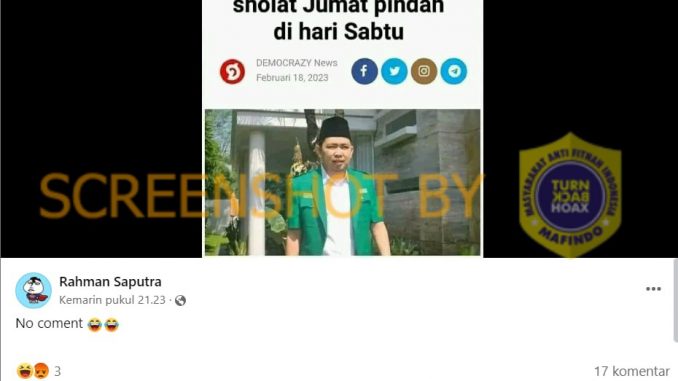 sholat Jumat pindah
di hari Sabtu
DEMOCRAZY News
Februari 18, 2023
SCREENSHOT BY
MASYARAKAT ANTI FITNAH INDONESIA
TURN
BACK
HOAX
MAFINDO
Rahman Saputra
Kemarin pukul 21.23
No coment 😂😂
3
17 komentar